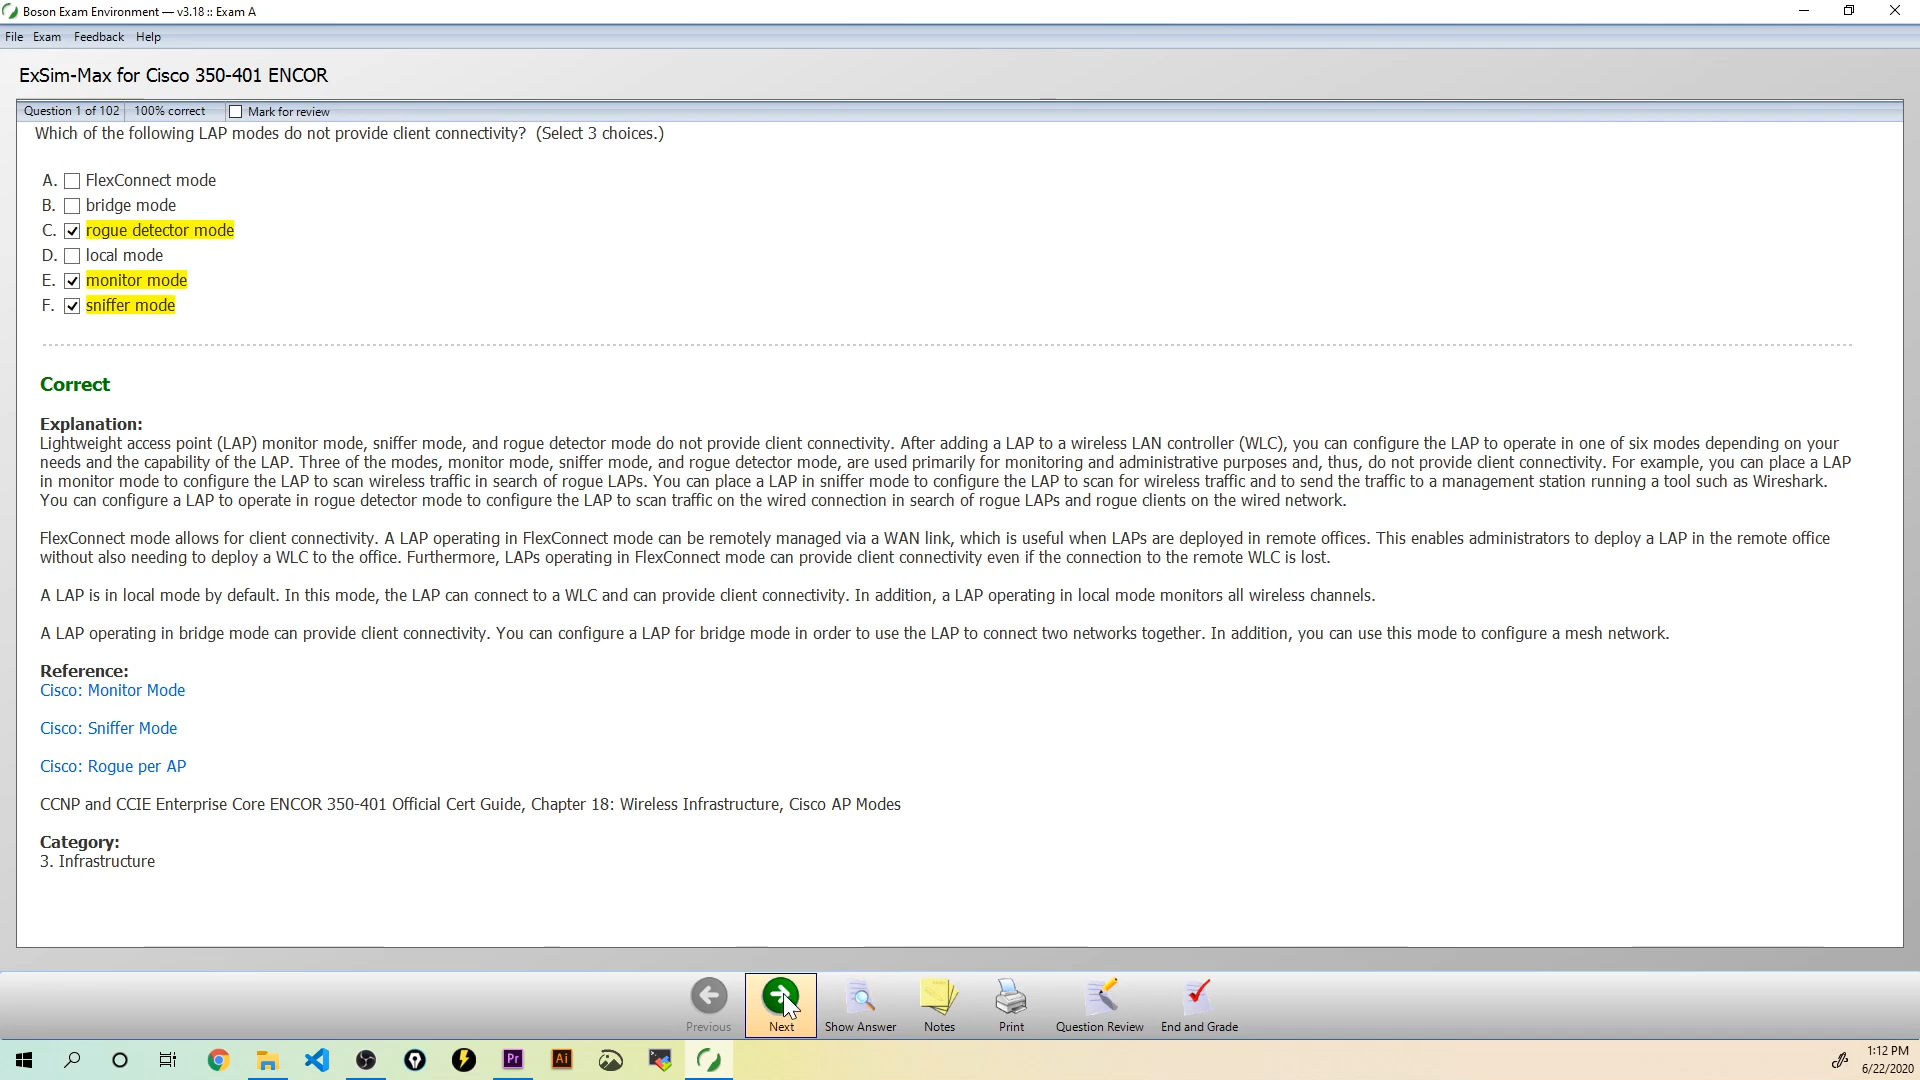 Boson Exam Environment — v3.18 :: Exam A
File Exam Feedback Help
ExSim-Max for Cisco 350-401 ENCOR
Question 1 of 102 100% correct Mark for review
Which of the following LAP modes do not provide client connectivity? (Select 3 choices.)
A. FlexConnect mode
B. bridge mode
C. rogue detector mode
D. local mode
E. monitor mode
F. sniffer mode
Correct
Explanation:
Lightweight access point (LAP) monitor mode, sniffer mode, and rogue detector mode do not provide client connectivity. After adding a LAP to a wireless LAN controller (WLC), you can configure the LAP to operate in one of six modes depending on your
needs and the capability of the LAP. Three of the modes, monitor mode, sniffer mode, and rogue detector mode, are used primarily for monitoring and administrative purposes and, thus, do not provide client connectivity. For example, you can place a LAP
in monitor mode to configure the LAP to scan wireless traffic in search of rogue LAPs. You can place a LAP in sniffer mode to configure the LAP to scan for wireless traffic and to send the traffic to a management station running a tool such as Wireshark.
You can configure a LAP to operate in rogue detector mode to configure the LAP to scan traffic on the wired connection in search of rogue LAPs and rogue clients on the wired network.
FlexConnect mode allows for client connectivity. A LAP operating in FlexConnect mode can be remotely managed via a WAN link, which is useful when LAPs are deployed in remote offices. This enables administrators to deploy a LAP in the remote office
without also needing to deploy a WLC to the office. Furthermore, LAPs operating in FlexConnect mode can provide client connectivity even if the connection to the remote WLC is lost.
A LAP is in local mode by default. In this mode, the LAP can connect to a WLC and can provide client connectivity. In addition, a LAP operating in local mode monitors all wireless channels.
A LAP operating in bridge mode can provide client connectivity. You can configure a LAP for bridge mode in order to use the LAP to connect two networks together. In addition, you can use this mode to configure a mesh network.
Reference:
Cisco: Monitor Mode
Cisco: Sniffer Mode
Cisco: Rogue per AP
CCNP and CCIE Enterprise Core ENCOR 350-401 Official Cert Guide, Chapter 18: Wireless Infrastructure, Cisco AP Modes
Category:
3. Infrastructure
Previous Next Show Answer Notes Print Question Review End and Grade
Pr Ai
1:12 PM
6/22/2020